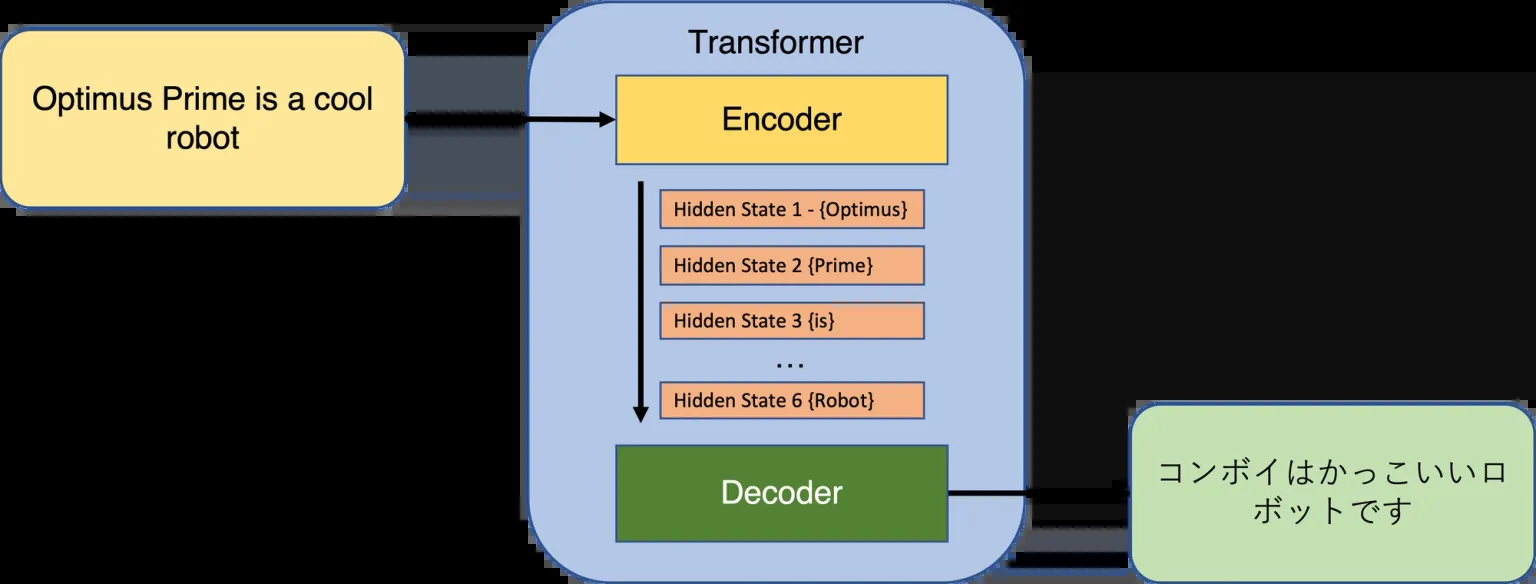 Transformer
Optimus Prime is a cool
robot
Encoder
Hidden State 1 - {Optimus}
Hidden State 2 {Prime}
Hidden State 3 {is}
...
Hidden State 6 {Robot}
Decoder
コンボイはかっこいいロ
ボットです